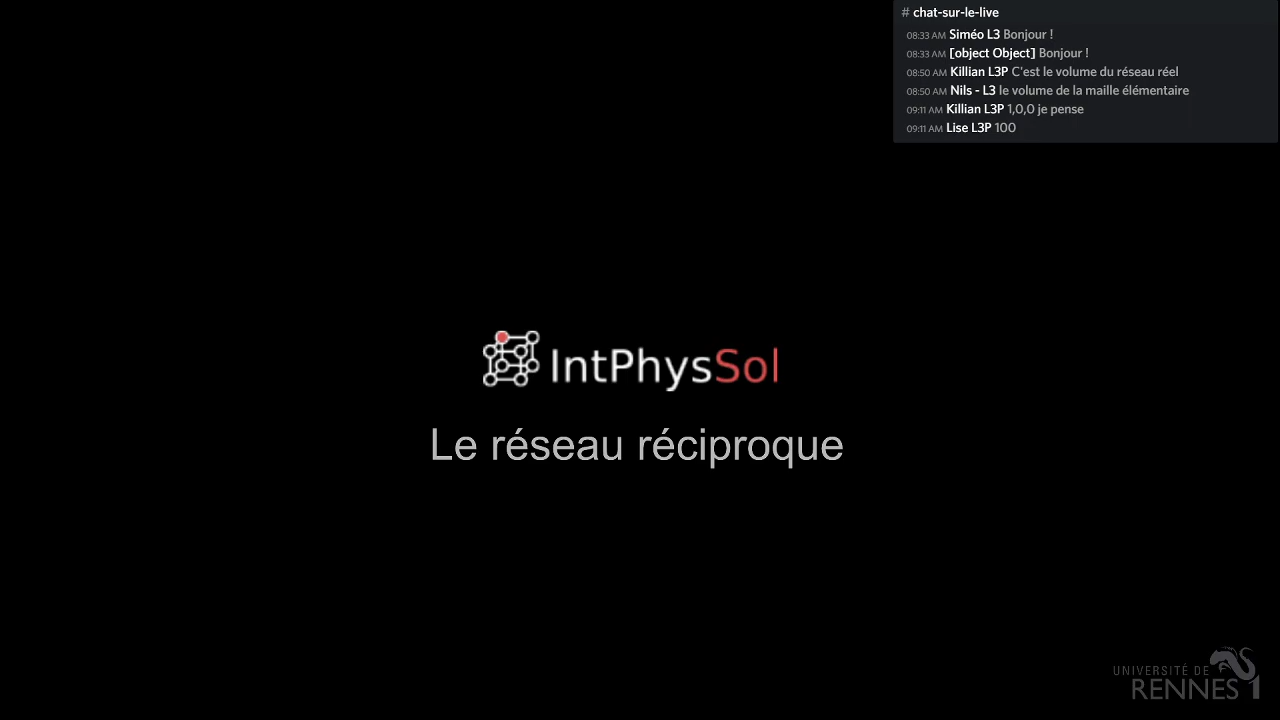 # chat-sur-le-live
08:33 AM Siméo L3 Bonjour !
08:33 AM [object Object] Bonjour !
08:50 AM Killian L3P C'est le volume du réseau réel
08:50 AM Nils - L3 le volume de la maille élémentaire
09:11 AM Killian L3P 1,0,0 je pense
09:11 AM Lise L3P 100
IntPhysSol
Le réseau réciproque
UNIVERSITÉ DE
RENNES 1